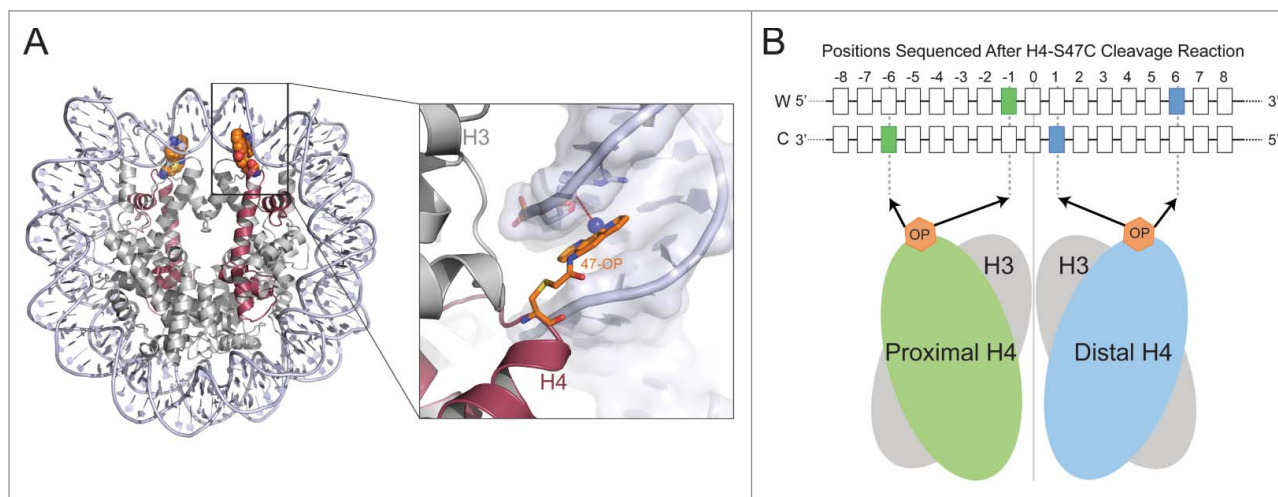 A
H3
47-OP
H4
B
Positions Sequenced After H4-S47C Cleavage Reaction
-8 -7 -6 -5 -4 -3 -2 -1 0 1 2 3 4 5 6 7 8
W 5’ 3’
C 3’ 5’
OP OP
H3 H3
Proximal H4 Distal H4